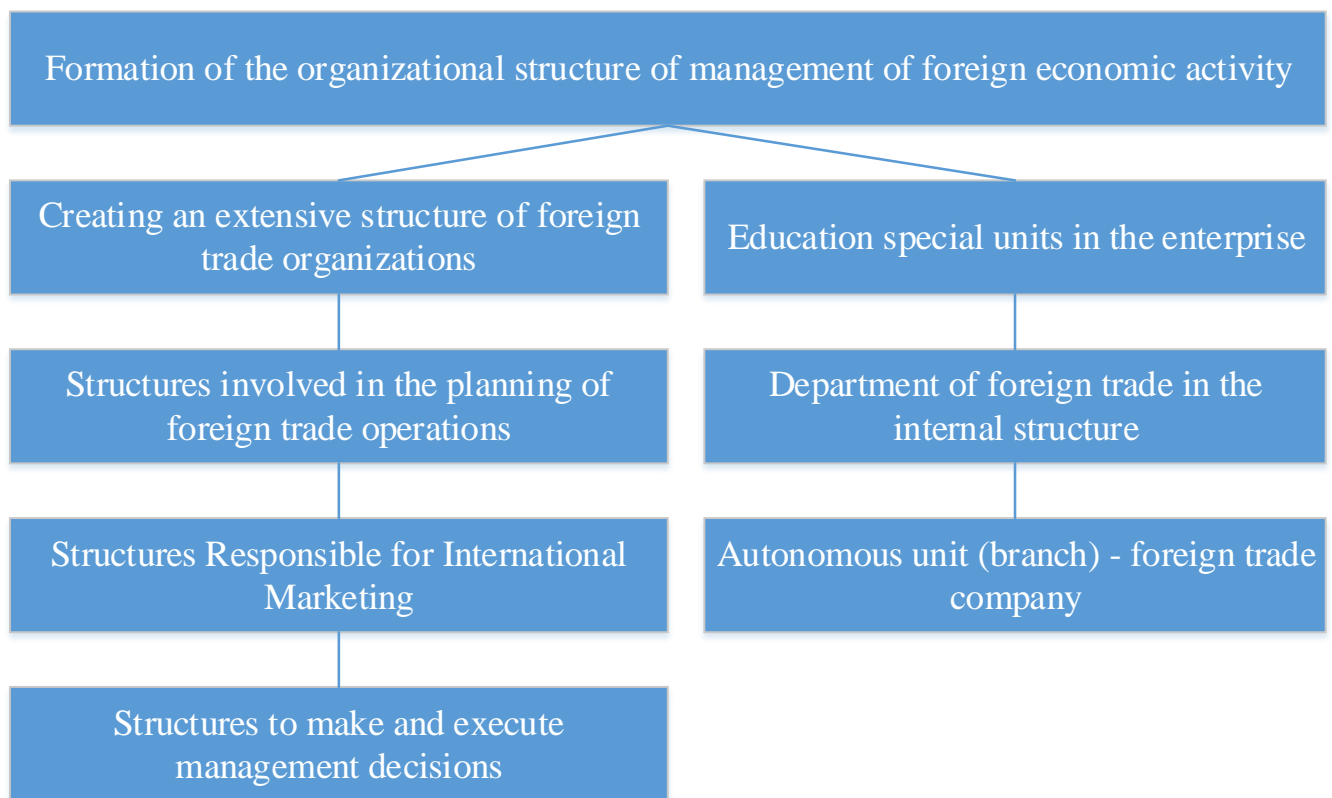 Formation of the organizational structure of management of foreign economic activity
Creating an extensive structure of foreign
trade organizations
Education special units in the enterprise
Structures involved in the planning of
foreign trade operations
Department of foreign trade in the
internal structure
Structures Responsible for International
Marketing
Autonomous unit (branch) - foreign trade
company
Structures to make and execute
management decisions